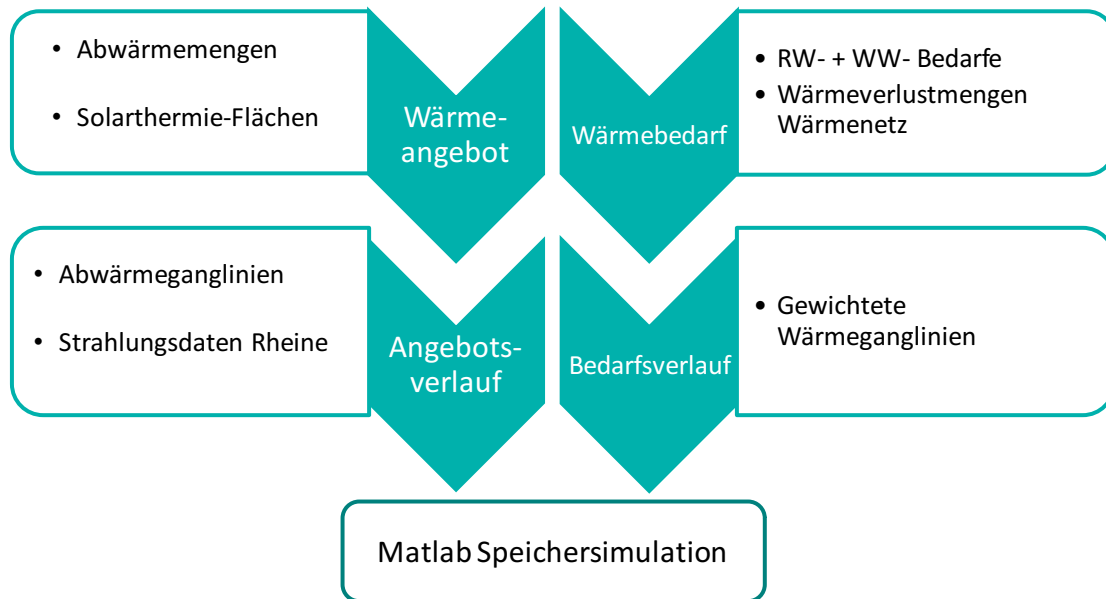 • Abwärmemengen
• Solarthermie-Flächen
Wärme-
angebot
Wärmebedarf
• RW- + WW- Bedarfe
• Wärmeverlustmengen
Wärmenetz
• Abwärmeganglinien
• Strahlungsdaten Rheine
Angebots-
verlauf
Bedarfsverlauf
• Gewichtete
Wärmeganglinien
Matlab Speichersimulation